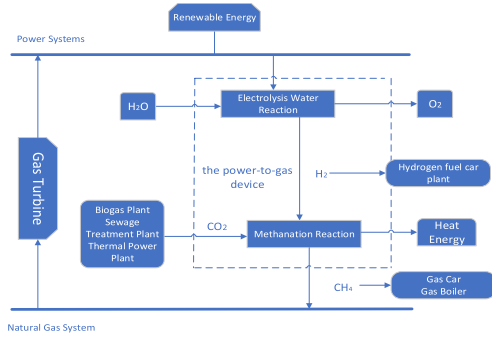 Renewable Energy
Power Systems
H₂O
Electrolysis Water
Reaction
O₂
the power-to-gas
device
H₂
Hydrogen fuel car
plant
Gas Turbine
Biogas Plant
Sewage
Treatment Plant
Thermal Power
Plant
CO₂
Methanation Reaction
Heat
Energy
CH₄
Gas Car
Gas Boiler
Natural Gas System